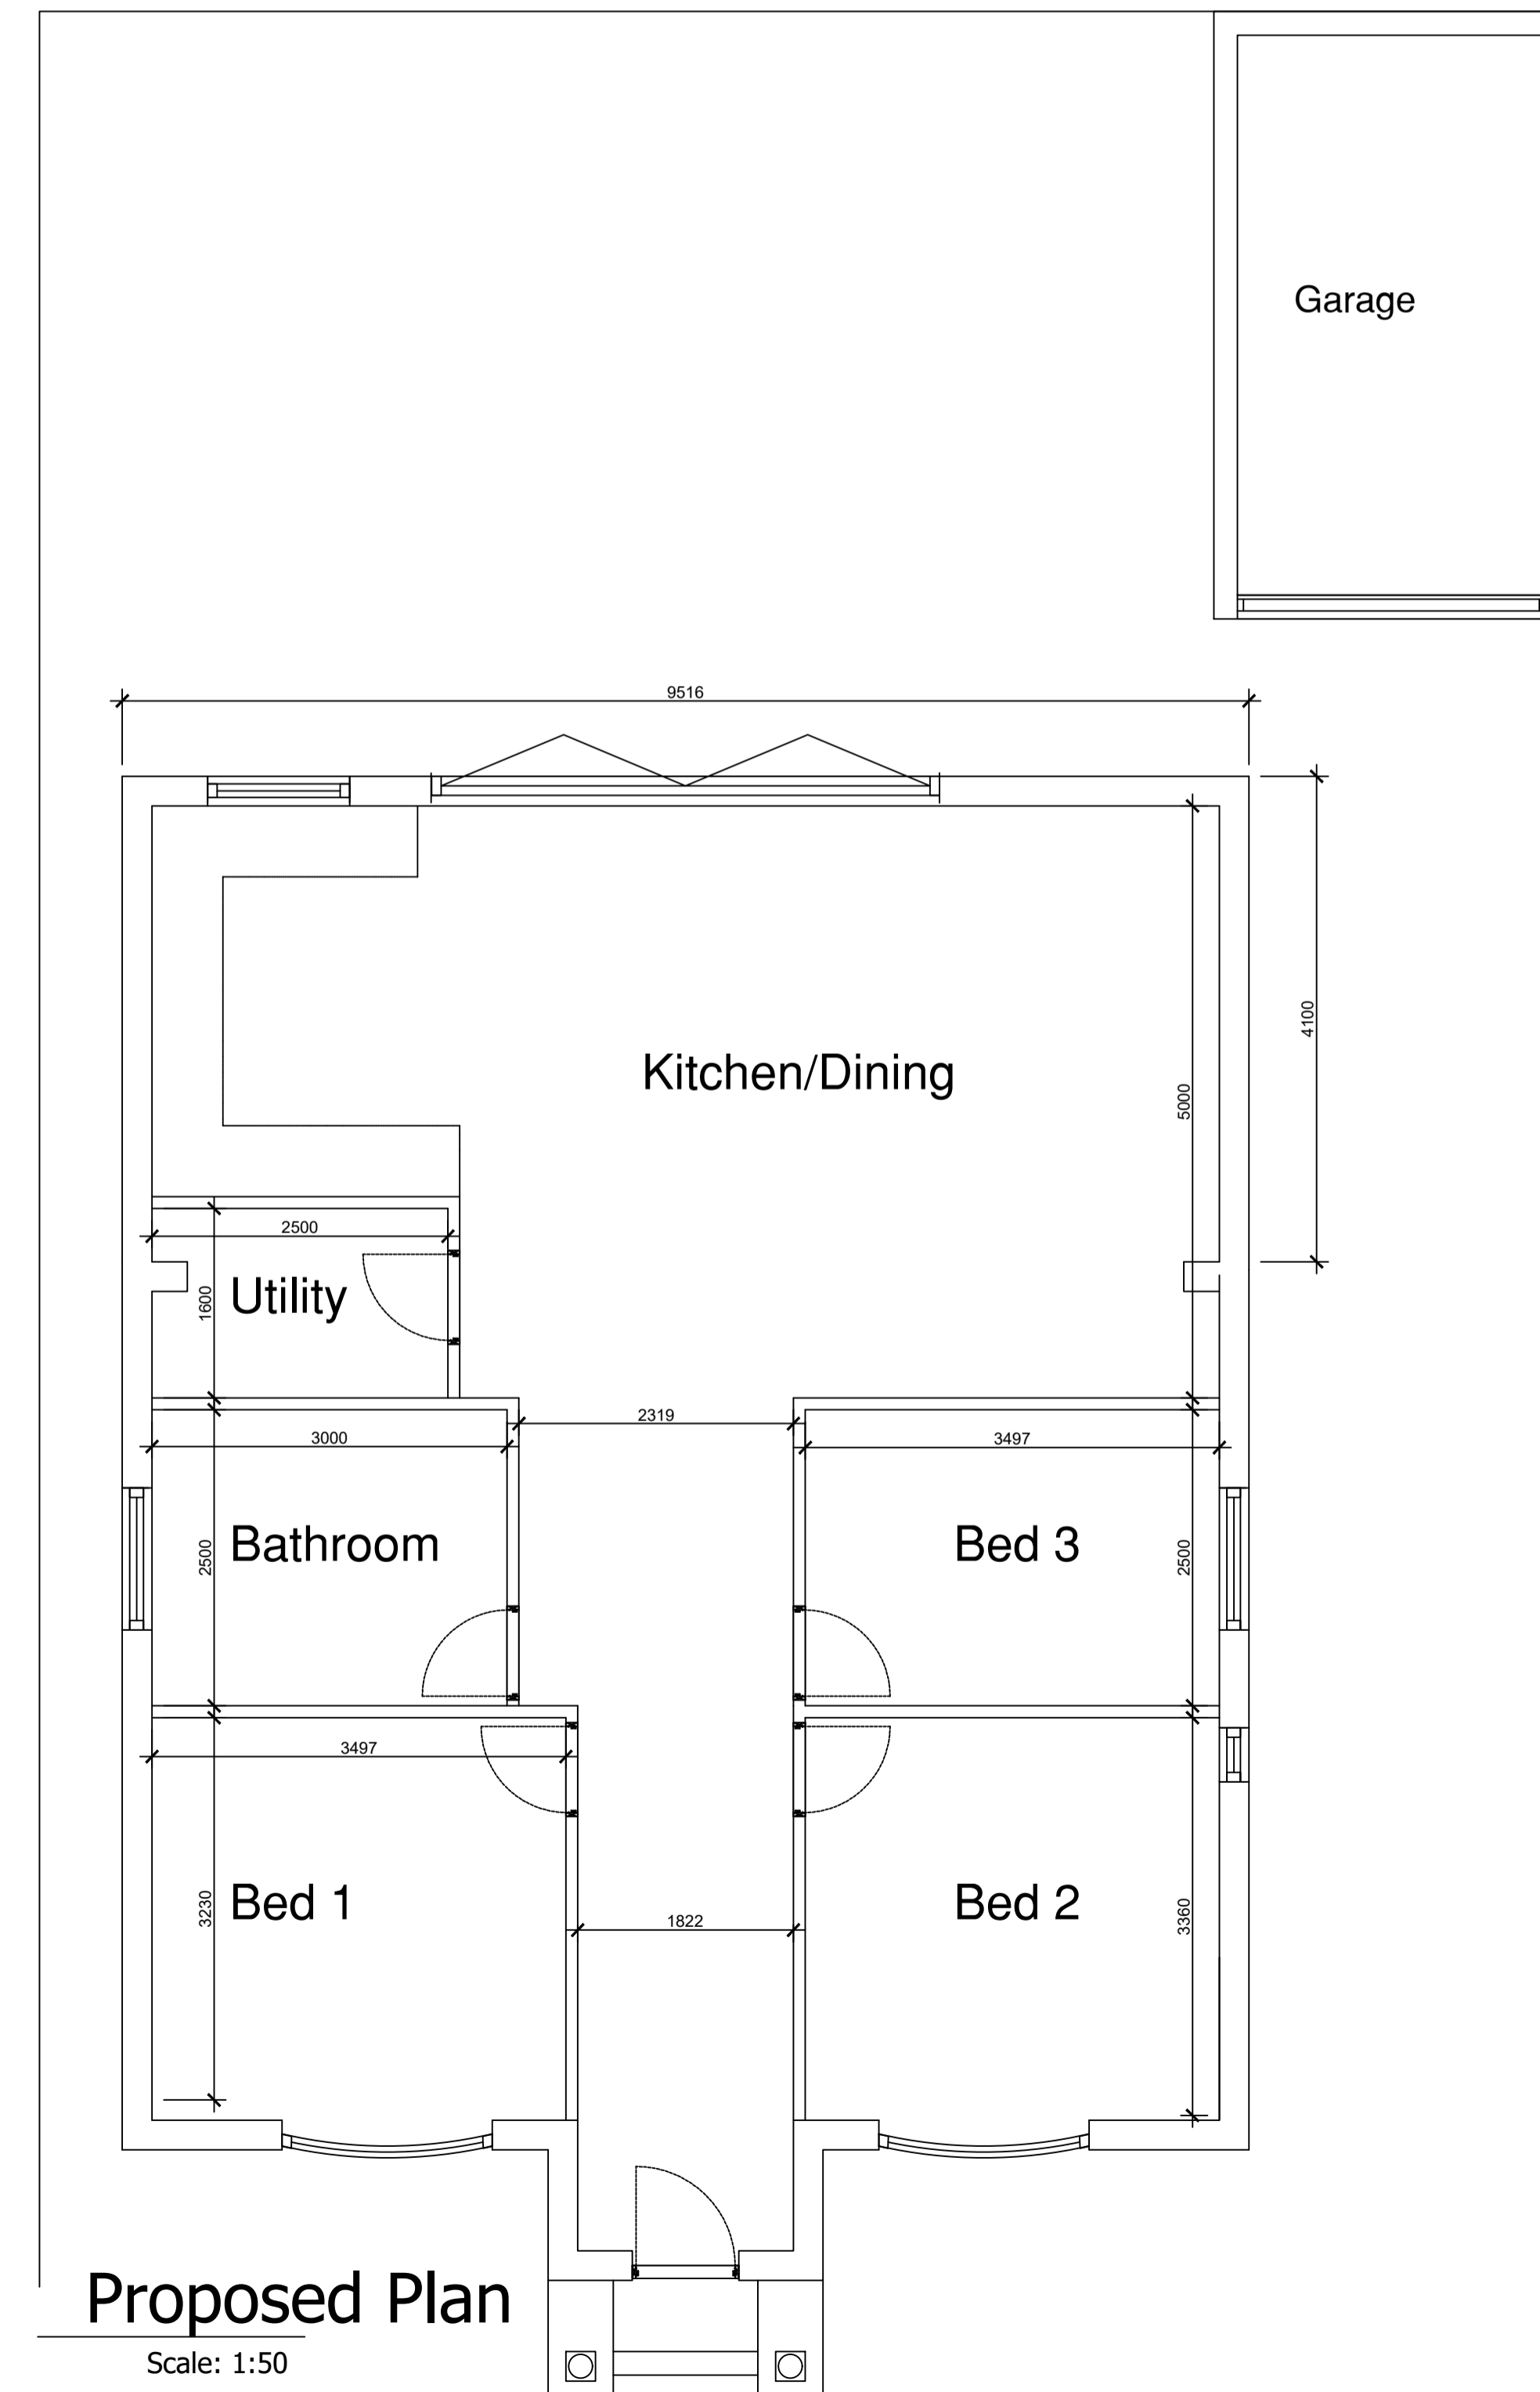 Garage
9516
4100
Kitchen/Dining
5000
2500
Utility
1600
2319
3000
3497
Bathroom
Bed 3
2500
2500
3497
Bed 1
Bed 2
3230
3360
1822
Proposed Plan
Scale: 1:50